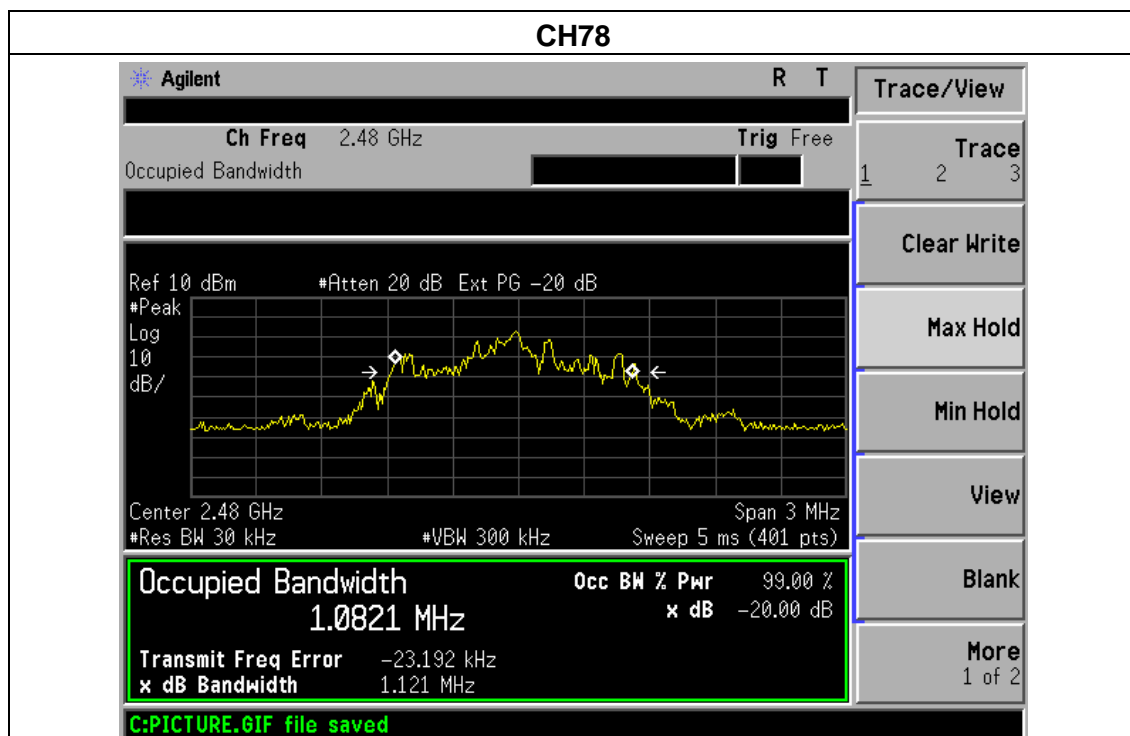 CH78
Agilent R T
Trace/View
Ch Freq 2.48 GHz Trig Free
Occupied Bandwidth
Trace
1 2 3
Clear Write
Ref 10 dBm #Atten 20 dB Ext PG -20 dB
#Peak
Log
10
dB/
Max Hold
Min Hold
View
Center 2.48 GHz Span 3 MHz
#Res BW 30 kHz #VBW 300 kHz Sweep 5 ms (401 pts)
Occupied Bandwidth Occ BW % Pwr 99.00 %
1.0821 MHz x dB -20.00 dB
Blank
Transmit Freq Error -23.192 kHz
x dB Bandwidth 1.121 MHz
More
1 of 2
C:PICTURE.GIF file saved